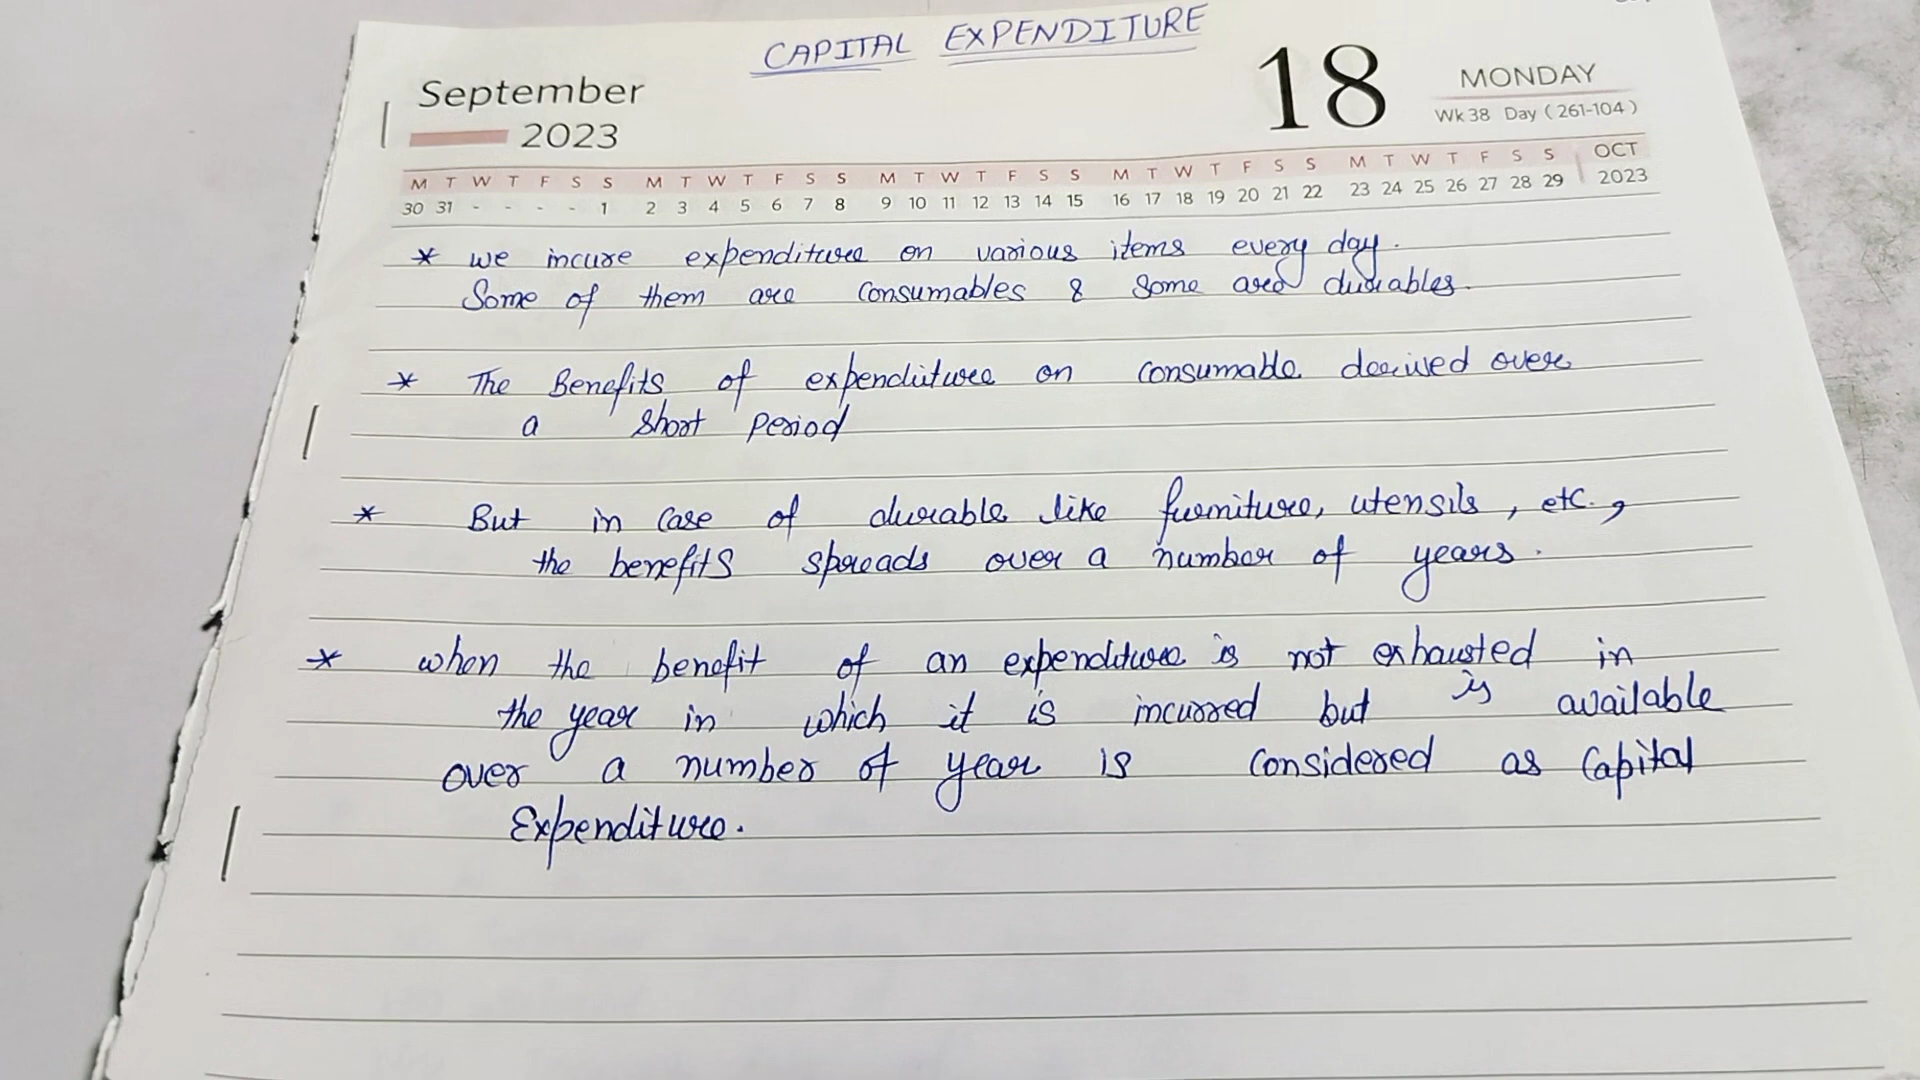 CAPITAL EXPENDITURE
September
2023
18
MONDAY
Wk 38 Day (261-104)
M T W T F S S M T W T F S S M T W T F S S M T W T F S S M T W T F S S OCT
30 31 - - - - 1 2 3 4 5 6 7 8 9 10 11 12 13 14 15 16 17 18 19 20 21 22 23 24 25 26 27 28 29 2023
* we incure expenditure on various items every day.
Some of them are consumables & some are durables.
* The Benefits of expenditure on consumable derived over
a short period
* But in case of durable like furniture, utensils, etc.,
the benefits spreads over a number of years.
* when the benefit of an expenditure is not exhausted in
the year in which it is incurred but is available
over a number of year is considered as Capital
Expenditure.